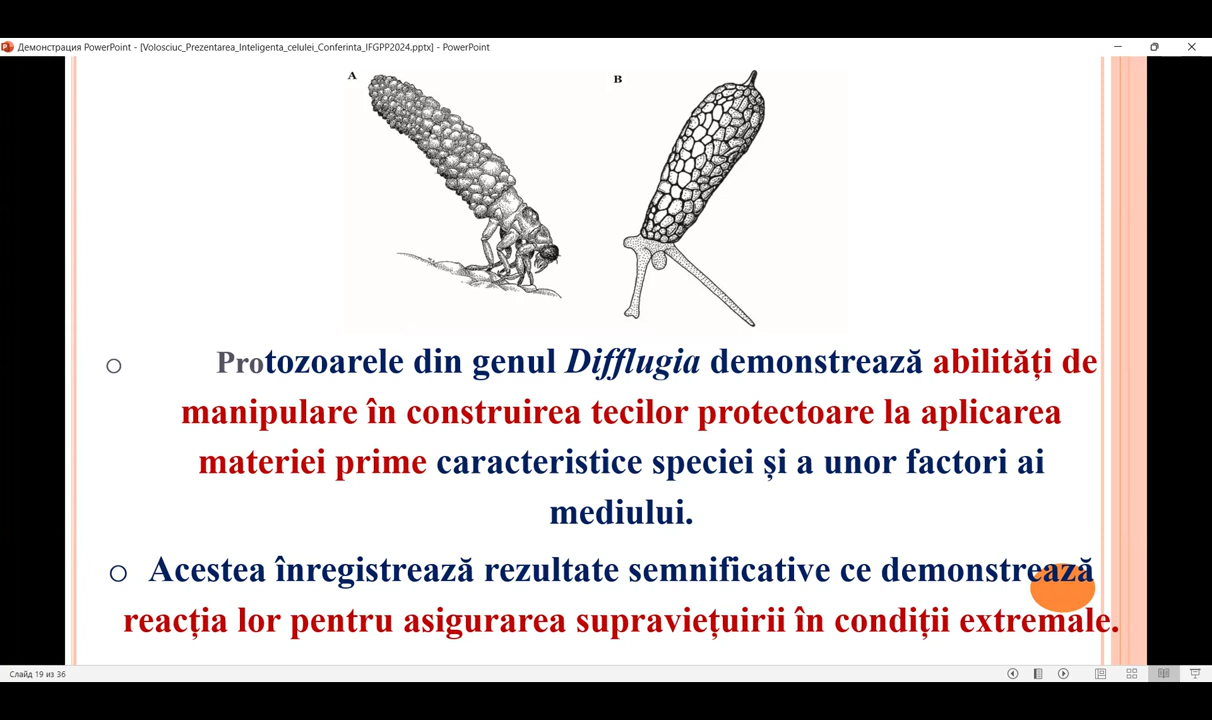 Демонстрация PowerPoint - [Volosciuc_Prezentarea_Inteligenta_celulei_Conferinta_IFGPP2024.pptx] - PowerPoint
A
B
Protozoarele din genul Difflugia demonstrează abilități de
manipulare în construirea tecilor protectoare la aplicarea
materiei prime caracteristice speciei și a unor factori ai
mediului.
Acestea înregistrează rezultate semnificative ce demonstrează
reacția lor pentru asigurarea supraviețuirii în condiții extremale.
Слайд 19 из 36